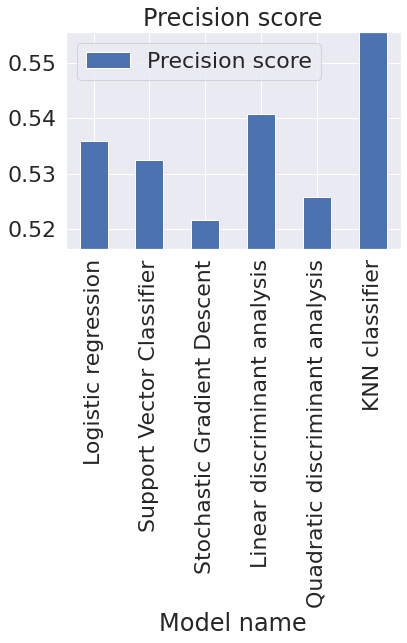 Precision score
Precision score
0.55
0.54
0.53
0.52
Logistic regression
Support Vector Classifier
Stochastic Gradient Descent
Linear discriminant analysis
Quadratic discriminant analysis
KNN classifier
Model name